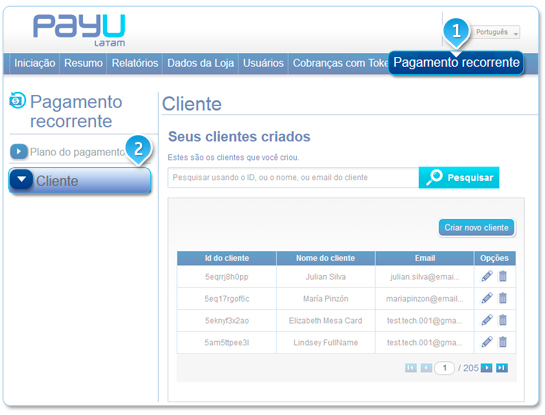 PAYU
LATAM
1
Português
Iniciação Resumo Relatórios Dados da Loja Usuários Cobranças com Toke Pagamento recorrente
Pagamento
recorrente
Plano do pagamento
2
Cliente
Cliente
Seus clientes criados
Estes são os clientes que você criou.
Pesquisar usando o ID, ou o nome, ou email do cliente
Pesquisar
Criar novo cliente
Id do cliente Nome do cliente Email Opções
5eqrrj8h0pp Julian Silva julian.silva@emai...
5eq17rgof6c María Pinzón mariapinzon@email...
5eknyf3x2ao Elizabeth Mesa Card test.tech.001@gma...
5am5ttpee3l Lindsey FullName test.tech.001@gma...
1 / 205